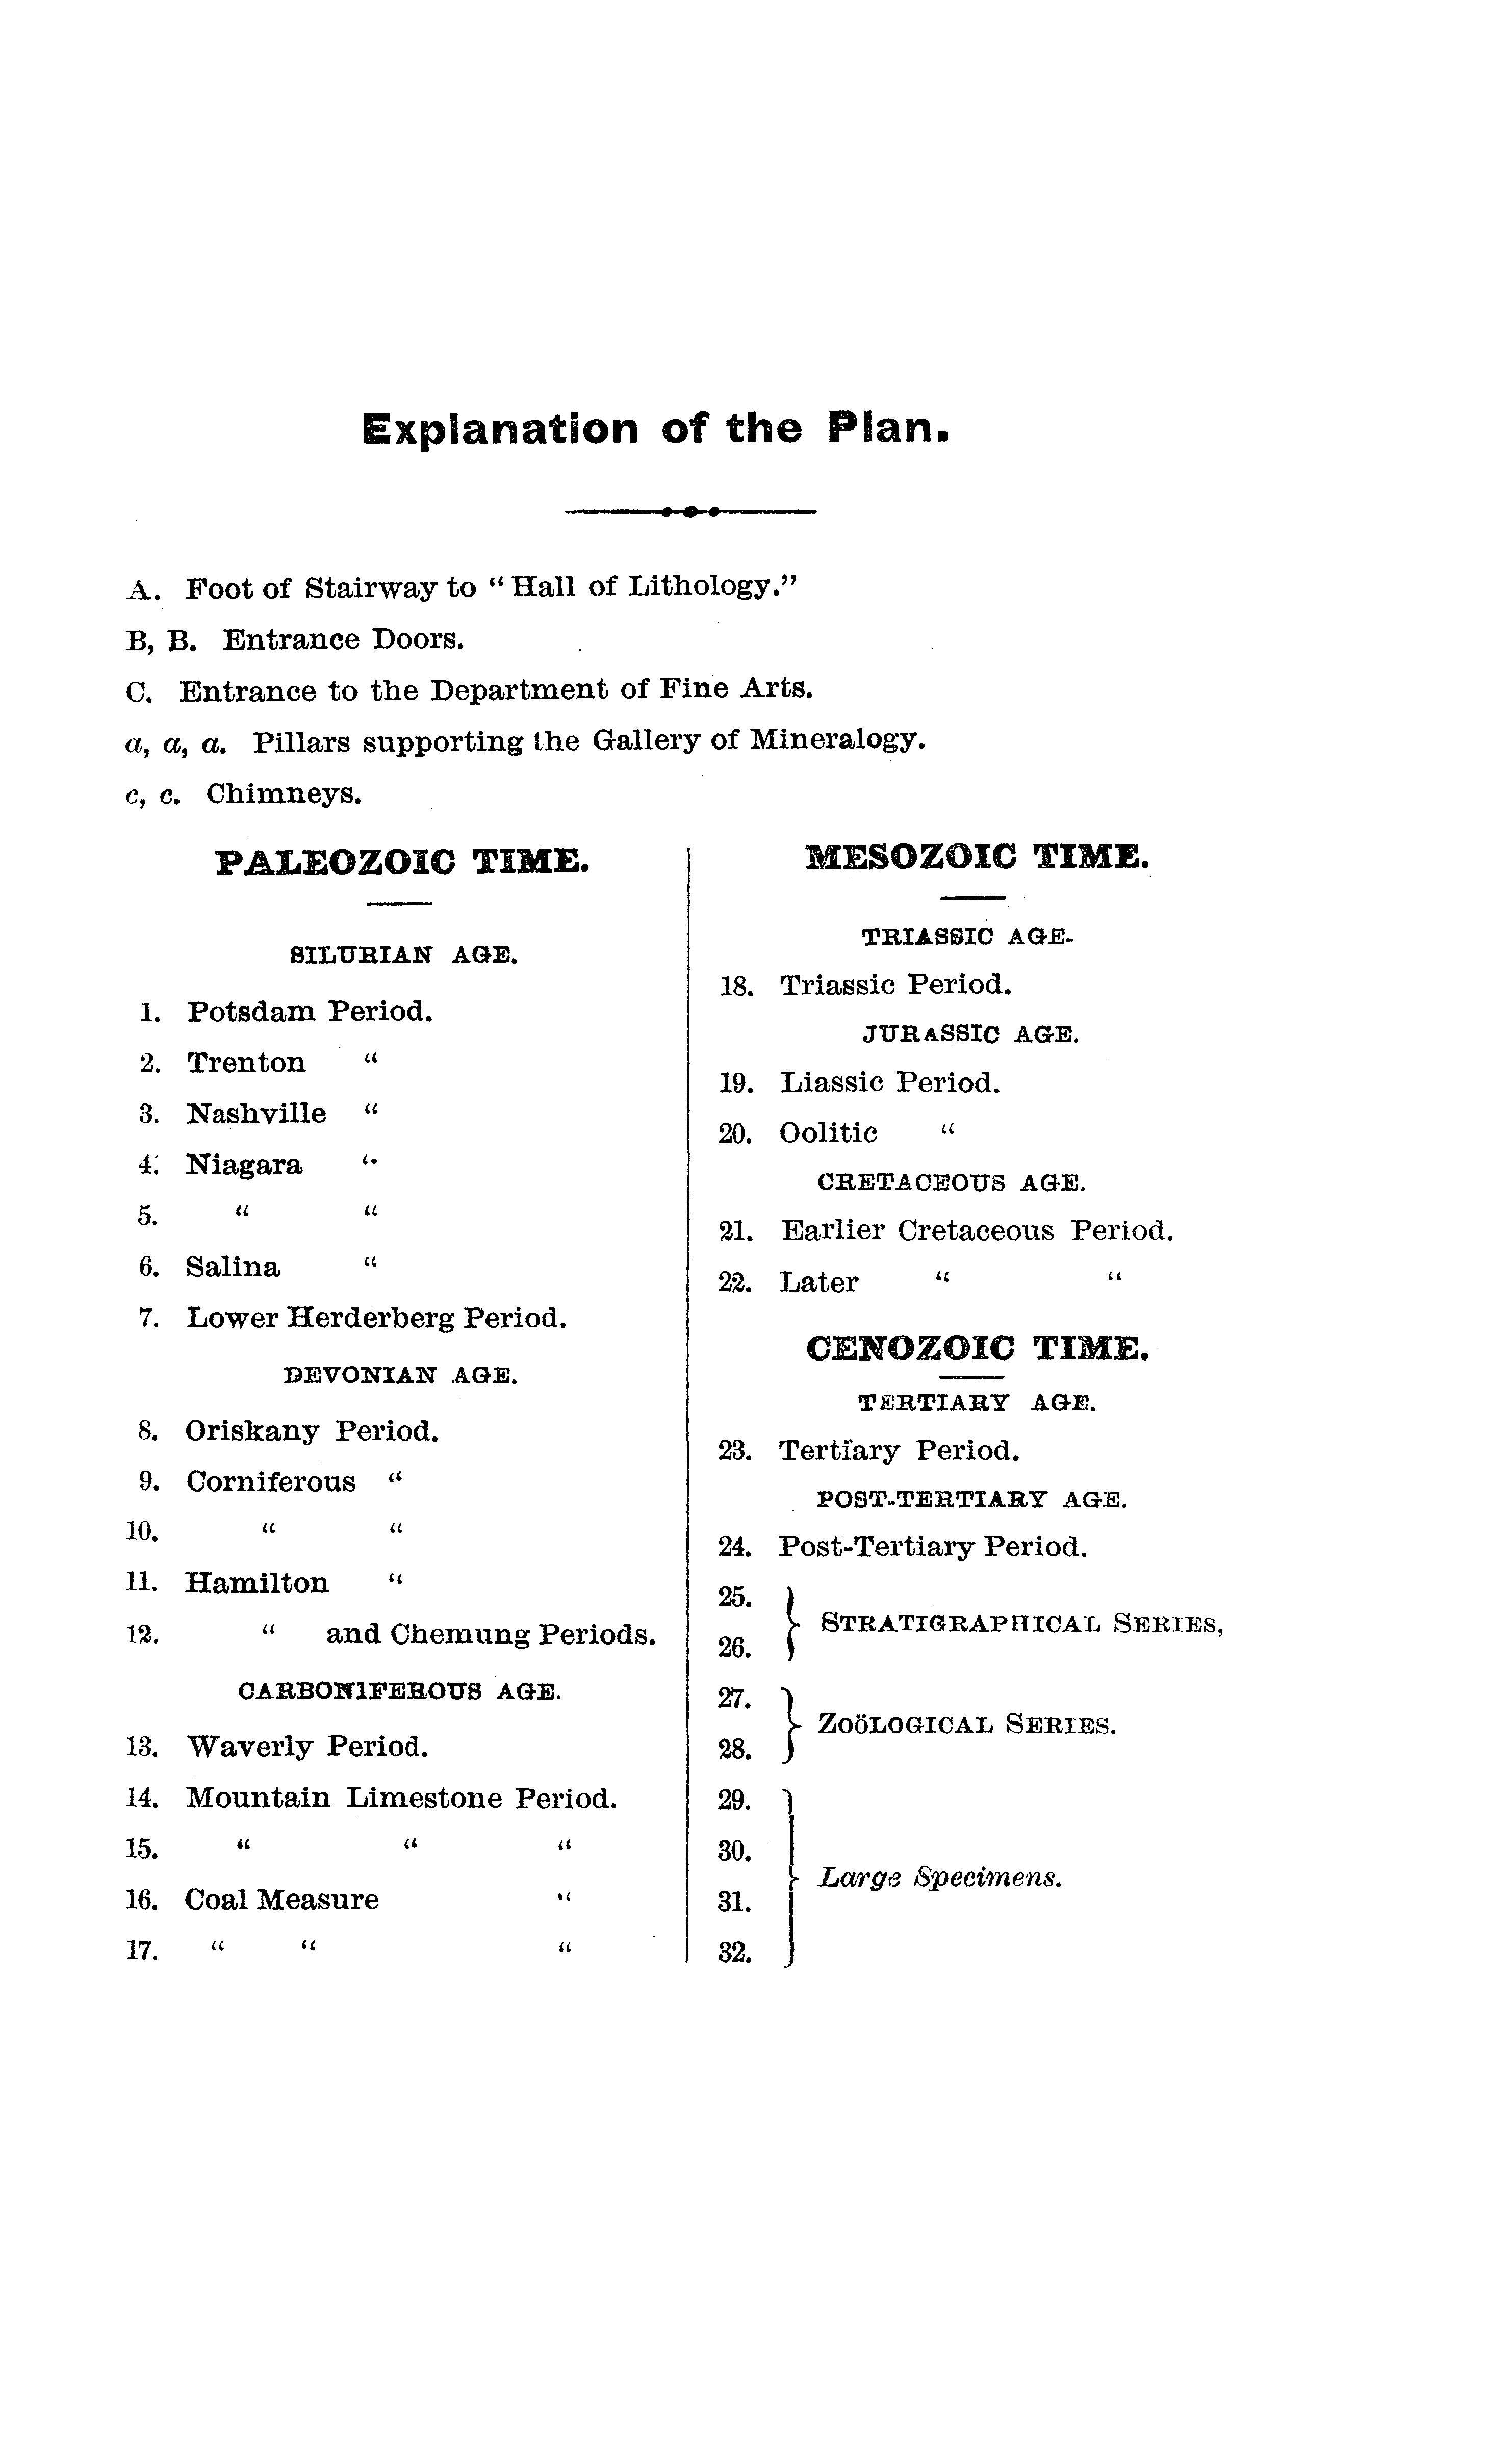 Explanation of the Plan.
A. Foot of Stairway to “Hall of Lithology.”
B, B. Entrance Doors.
C. Entrance to the Department of Fine Arts.
a, a, a. Pillars supporting the Gallery of Mineralogy.
c, c. Chimneys.
PALEOZOIC TIME.
SILURIAN AGE.
1. Potsdam Period.
2. Trenton “
3. Nashville “
4. Niagara “
5. “ “
6. Salina “
7. Lower Herderberg Period.
DEVONIAN AGE.
8. Oriskany Period.
9. Corniferous “
10. “ “
11. Hamilton “
12. “ and Chemung Periods.
CARBONIFEROUS AGE.
13. Waverly Period.
14. Mountain Limestone Period.
15. “ “ “
16. Coal Measure “
17. “ “ “
MESOZOIC TIME.
TRIASSIC AGE-
18. Triassic Period.
JURASSIC AGE.
19. Liassic Period.
20. Oolitic “
CRETACEOUS AGE.
21. Earlier Cretaceous Period.
22. Later “ “
CENOZOIC TIME.
TERTIARY AGE.
23. Tertiary Period.
POST-TERTIARY AGE.
24. Post-Tertiary Period.
25.
STRATIGRAPHICAL SERIES,
26.
27.
ZOÖLOGICAL SERIES.
28.
29.
30.
Large Specimens.
31.
32.